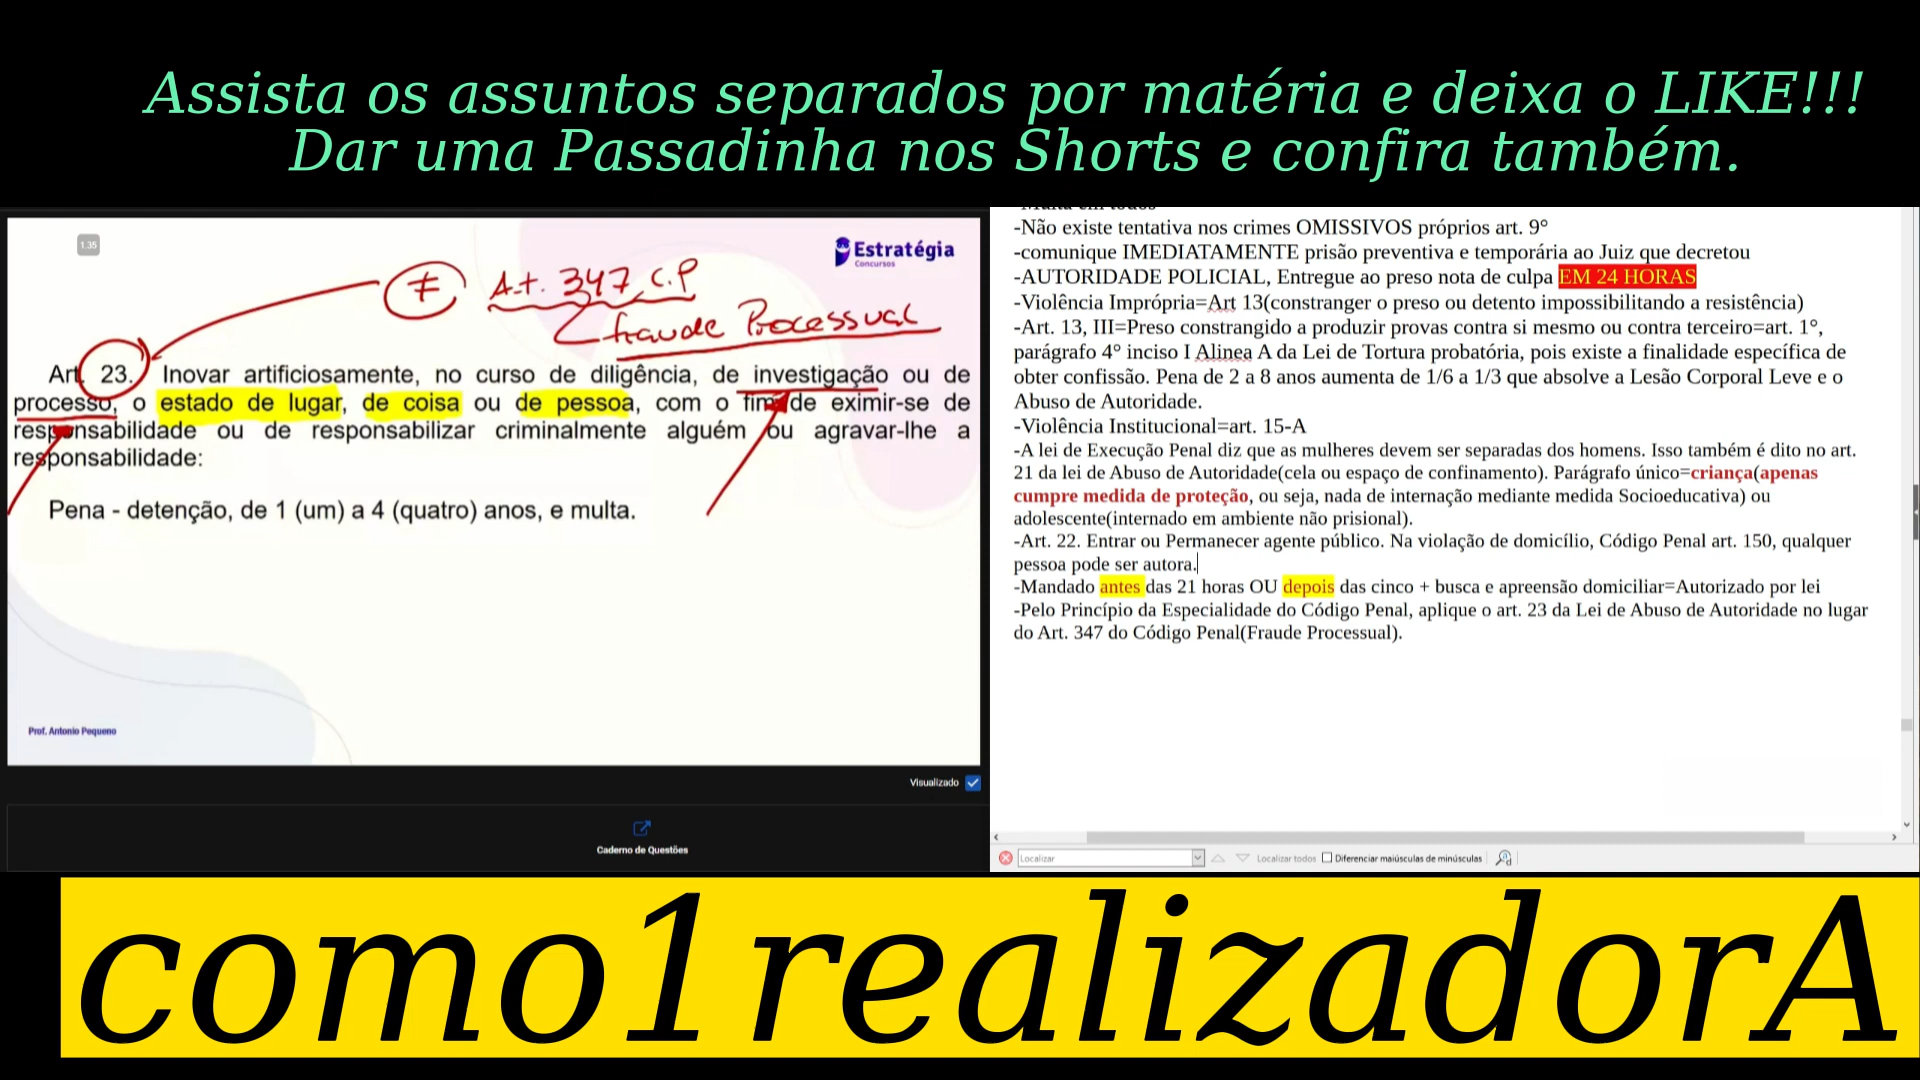 Assista os assuntos separados por matéria e deixa o LIKE!!!
Dar uma Passadinha nos Shorts e confira também.
1.35
Estratégia
Concursos
≠ Art. 347 C.P
fraude Processual
Art. 23. Inovar artificiosamente, no curso de diligência, de investigação ou de
processo, o estado de lugar, de coisa ou de pessoa, com o fim de eximir-se de
responsabilidade ou de responsabilizar criminalmente alguém ou agravar-lhe a
responsabilidade:
Pena - detenção, de 1 (um) a 4 (quatro) anos, e multa.
Prof. Antonio Pequeno
Visualizado
Caderno de Questões
-Multa em todos
-Não existe tentativa nos crimes OMISSIVOS próprios art. 9°
-comunique IMEDIATAMENTE prisão preventiva e temporária ao Juiz que decretou
-AUTORIDADE POLICIAL, Entregue ao preso nota de culpa EM 24 HORAS
-Violência Imprópria=Art 13(constranger o preso ou detento impossibilitando a resistência)
-Art. 13, III=Preso constrangido a produzir provas contra si mesmo ou contra terceiro=art. 1°,
parágrafo 4° inciso I Alinea A da Lei de Tortura probatória, pois existe a finalidade específica de
obter confissão. Pena de 2 a 8 anos aumenta de 1/6 a 1/3 que absolve a Lesão Corporal Leve e o
Abuso de Autoridade.
-Violência Institucional=art. 15-A
-A lei de Execução Penal diz que as mulheres devem ser separadas dos homens. Isso também é dito no art.
21 da lei de Abuso de Autoridade(cela ou espaço de confinamento). Parágrafo único=criança(apenas
cumpre medida de proteção, ou seja, nada de internação mediante medida Socioeducativa) ou
adolescente(internado em ambiente não prisional).
-Art. 22. Entrar ou Permanecer agente público. Na violação de domicílio, Código Penal art. 150, qualquer
pessoa pode ser autora.
-Mandado antes das 21 horas OU depois das cinco + busca e apreensão domiciliar=Autorizado por lei
-Pelo Princípio da Especialidade do Código Penal, aplique o art. 23 da Lei de Abuso de Autoridade no lugar
do Art. 347 do Código Penal(Fraude Processual).
Localizar
Localizar todos
Diferenciar maiúsculas de minúsculas
como1realizadorA